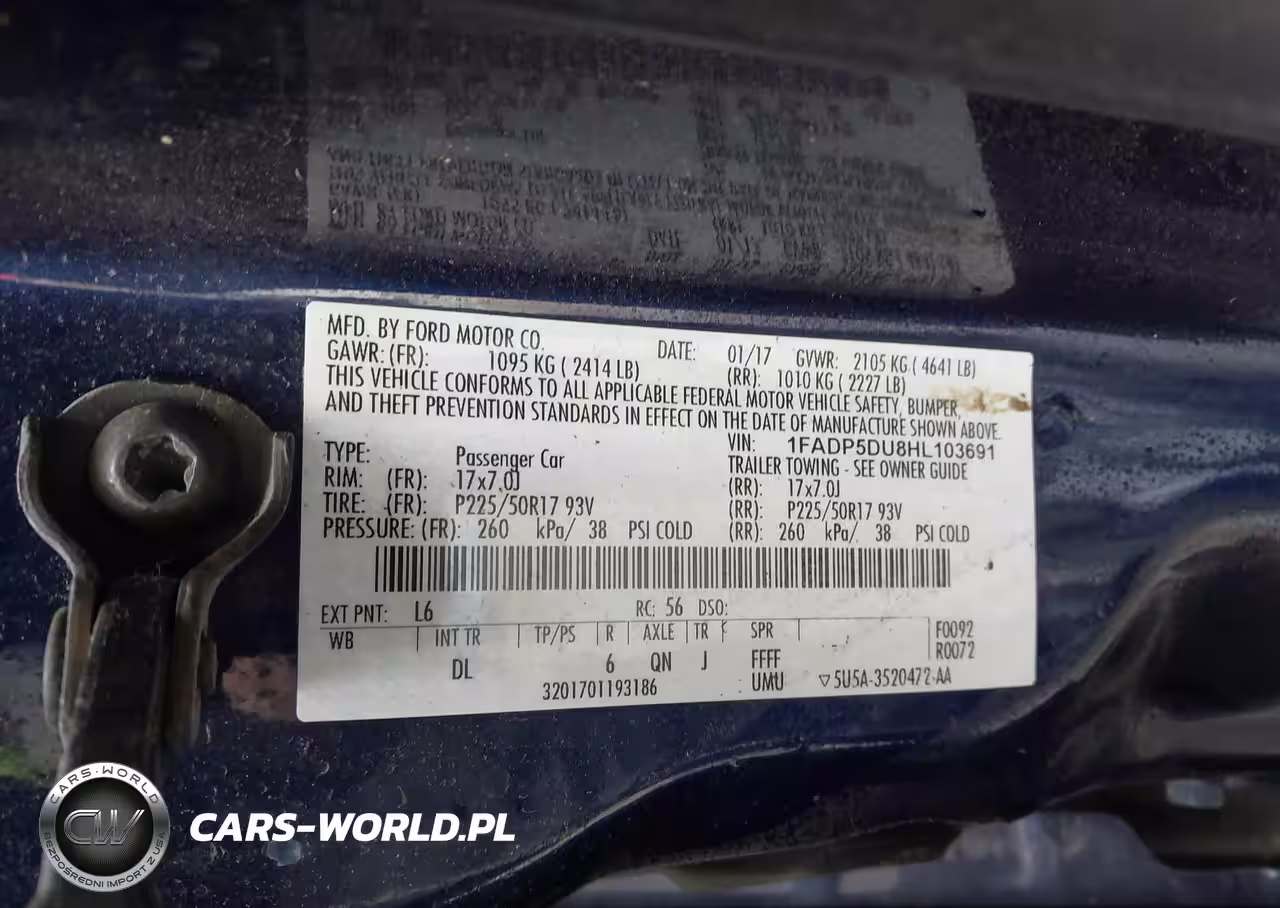 MFD. BY FORD MOTOR CO. DATE: 01/17 GVWR: 2105 KG ( 4641 LB)
GAWR: (FR): 1095 KG ( 2414 LB) (RR): 1010 KG ( 2227 LB)
THIS VEHICLE CONFORMS TO ALL APPLICABLE FEDERAL MOTOR VEHICLE SAFETY, BUMPER,
AND THEFT PREVENTION STANDARDS IN EFFECT ON THE DATE OF MANUFACTURE SHOWN ABOVE.
VIN: 1FADP5DU8HL103691
TYPE: Passenger Car TRAILER TOWING - SEE OWNER GUIDE
RIM: (FR): 17x7.0J (RR): 17x7.0J
TIRE: (FR): P225/50R17 93V (RR): P225/50R17 93V
PRESSURE: (FR): 260 kPa/ 38 PSI COLD (RR): 260 kPa/ 38 PSI COLD
EXT PNT: L6 RC: 56 DSO:
WB INT TR TP/PS R AXLE TR SPR F0092
R0072
DL 6 QN J FFFF
3201701193186 UMU 5U5A-3520472-AA
CARS-WORLD
CW
BEZPOŚREDNI IMPORT Z USA
CARS-WORLD.PL